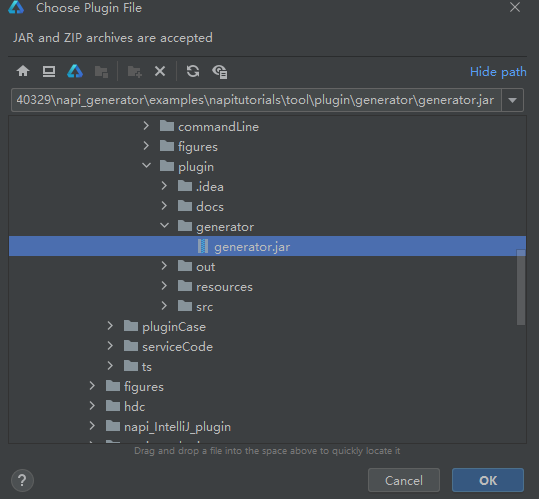 Choose Plugin File
JAR and ZIP archives are accepted
Hide path
40329\napi_generator\examples\napitutorials\tool\plugin\generator\generator.jar
commandLine
figures
plugin
.idea
docs
generator
generator.jar
out
resources
src
pluginCase
serviceCode
ts
figures
hdc
napi_IntelliJ_plugin
Drag and drop a file into the space above to quickly locate it
?
Cancel
OK